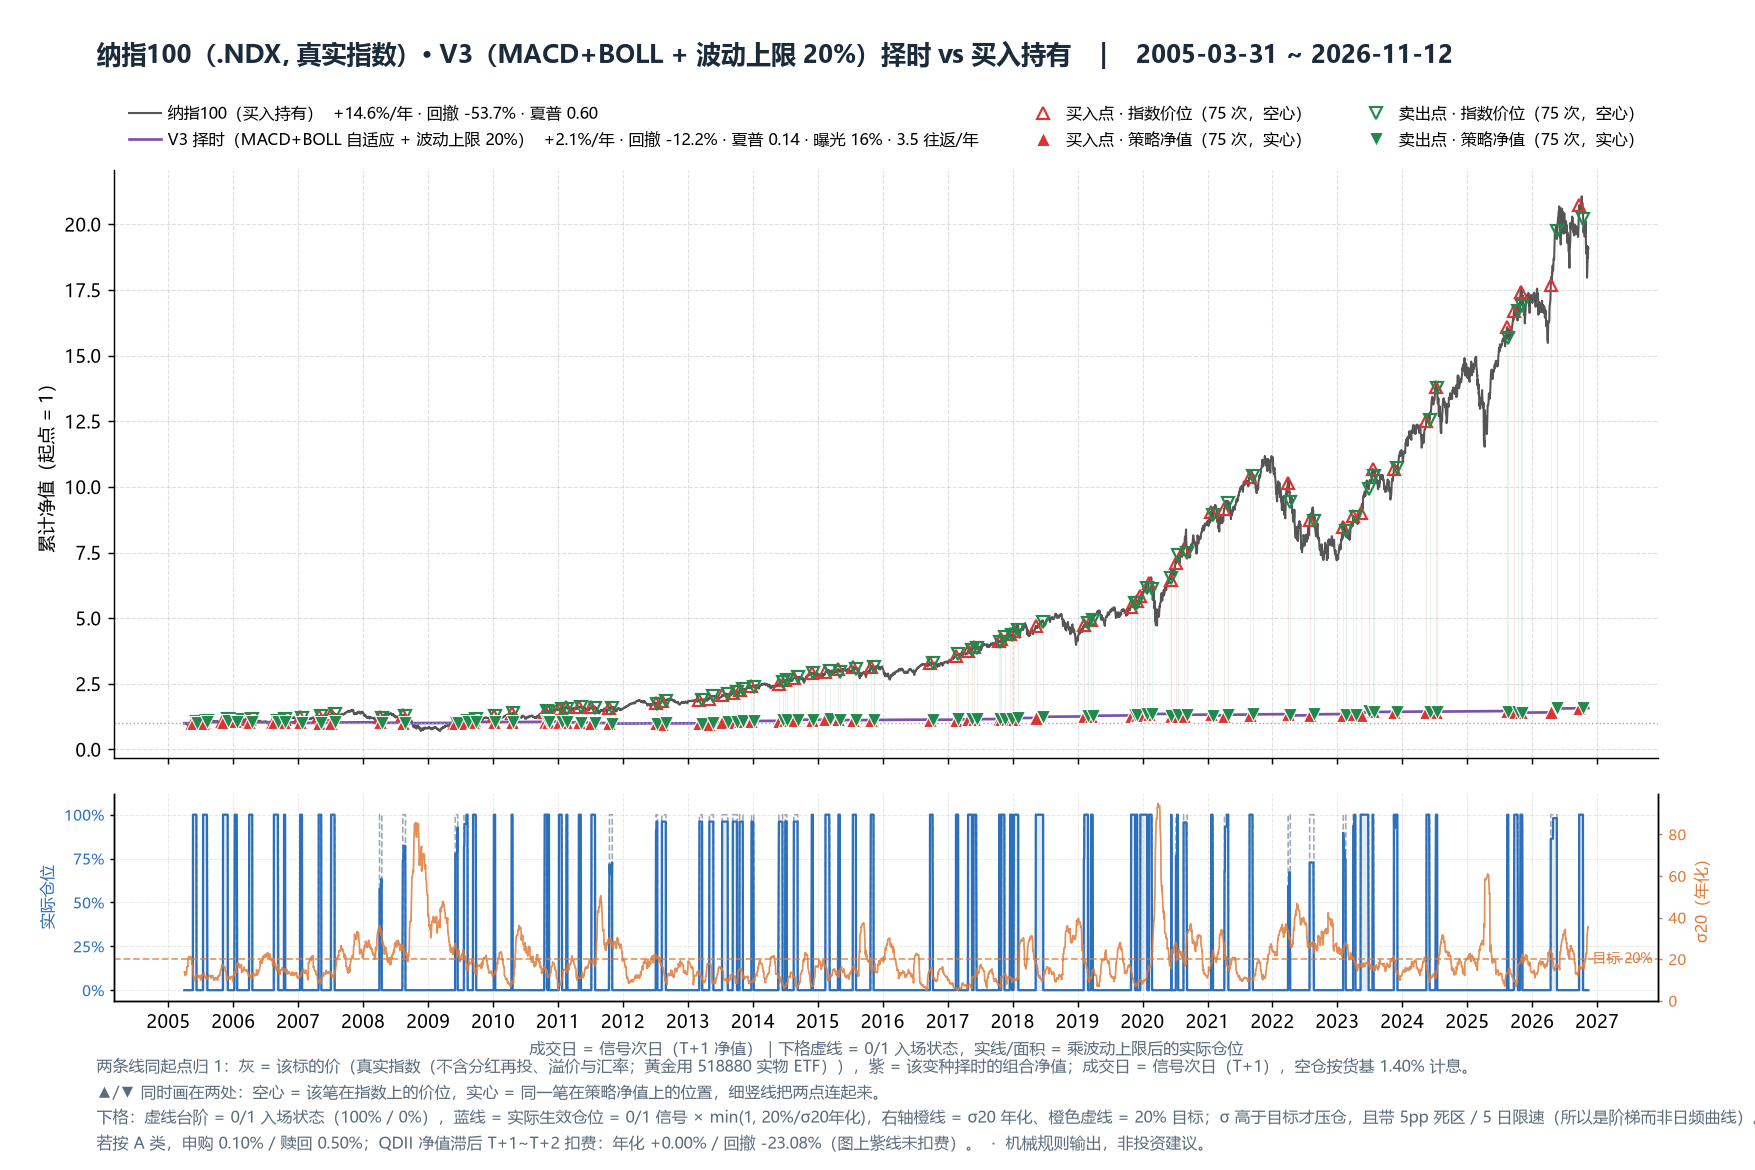 纳指100（.NDX, 真实指数）· V3（MACD+BOLL + 波动上限 20%）择时 vs 买入持有 | 2005-03-31 ~ 2026-11-12
纳指100（买入持有） +14.6%/年 · 回撤 -53.7% · 夏普 0.60
V3 择时（MACD+BOLL 自适应 + 波动上限 20%） +2.1%/年 · 回撤 -12.2% · 夏普 0.14 · 曝光 16% · 3.5 往返/年
买入点 · 指数价位（75 次，空心）
买入点 · 策略净值（75 次，实心）
卖出点 · 指数价位（75 次，空心）
卖出点 · 策略净值（75 次，实心）
累计净值（起点 = 1）
20.0
17.5
15.0
12.5
10.0
7.5
5.0
2.5
0.0
实际仓位
100%
75%
50%
25%
0%
σ20（年化）
80
60
40
20
0
目标 20%
2005 2006 2007 2008 2009 2010 2011 2012 2013 2014 2015 2016 2017 2018 2019 2020 2021 2022 2023 2024 2025 2026 2027
成交日 = 信号次日（T+1 净值）｜下格虚线 = 0/1 入场状态，实线/面积 = 乘波动上限后的实际仓位
两条线同起点归 1：灰 = 该标的价（真实指数（不含分红再投、溢价与汇率；黄金用 518880 实物 ETF）），紫 = 该变种择时的组合净值；成交日 = 信号次日（T+1），空仓按货基 1.40% 计息。
▲/▼ 同时画在两处：空心 = 该笔在指数上的价位，实心 = 同一笔在策略净值上的位置，细竖线把两点连起来。
下格：虚线台阶 = 0/1 入场状态（100% / 0%），蓝线 = 实际生效仓位 = 0/1 信号 × min(1, 20%/σ20年化)，右轴橙线 = σ20 年化、橙色虚线 = 20% 目标；σ 高于目标才压仓，且带 5pp 死区 / 5 日限速（所以是阶梯而非日频曲线）。
若按 A 类，申购 0.10% / 赎回 0.50%；QDII 净值滞后 T+1~T+2 扣费：年化 +0.00% / 回撤 -23.08%（图上紫线未扣费）。 · 机械规则输出，非投资建议。